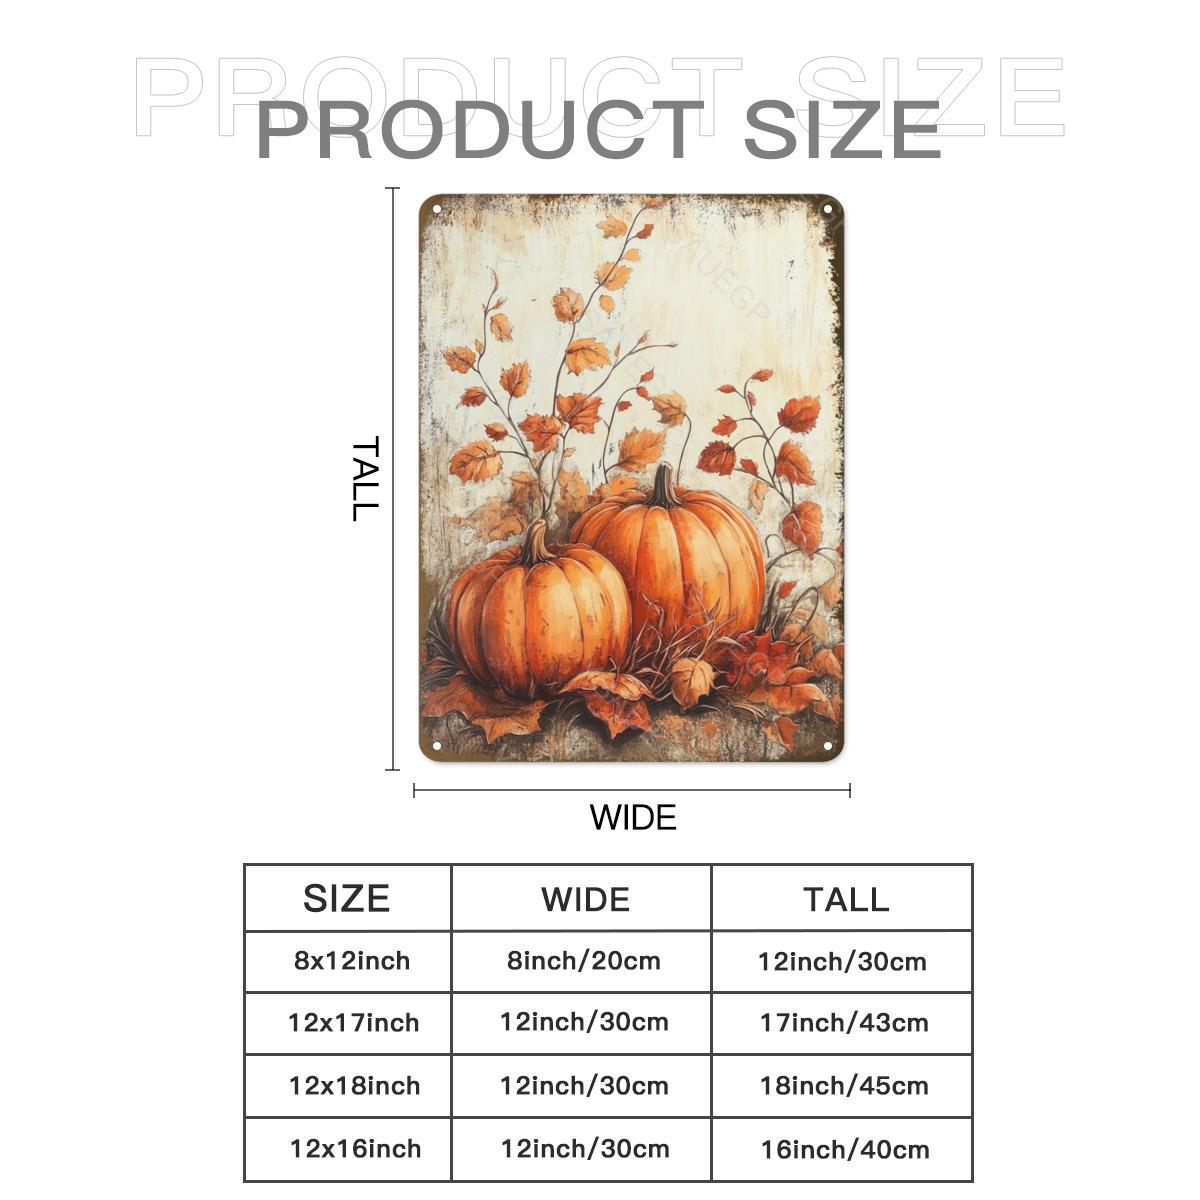 PRODUCT SIZE
PRODUCT SIZE
AUEGP
TALL
WIDE
SIZE WIDE TALL
8x12inch 8inch/20cm 12inch/30cm
12x17inch 12inch/30cm 17inch/43cm
12x18inch 12inch/30cm 18inch/45cm
12x16inch 12inch/30cm 16inch/40cm